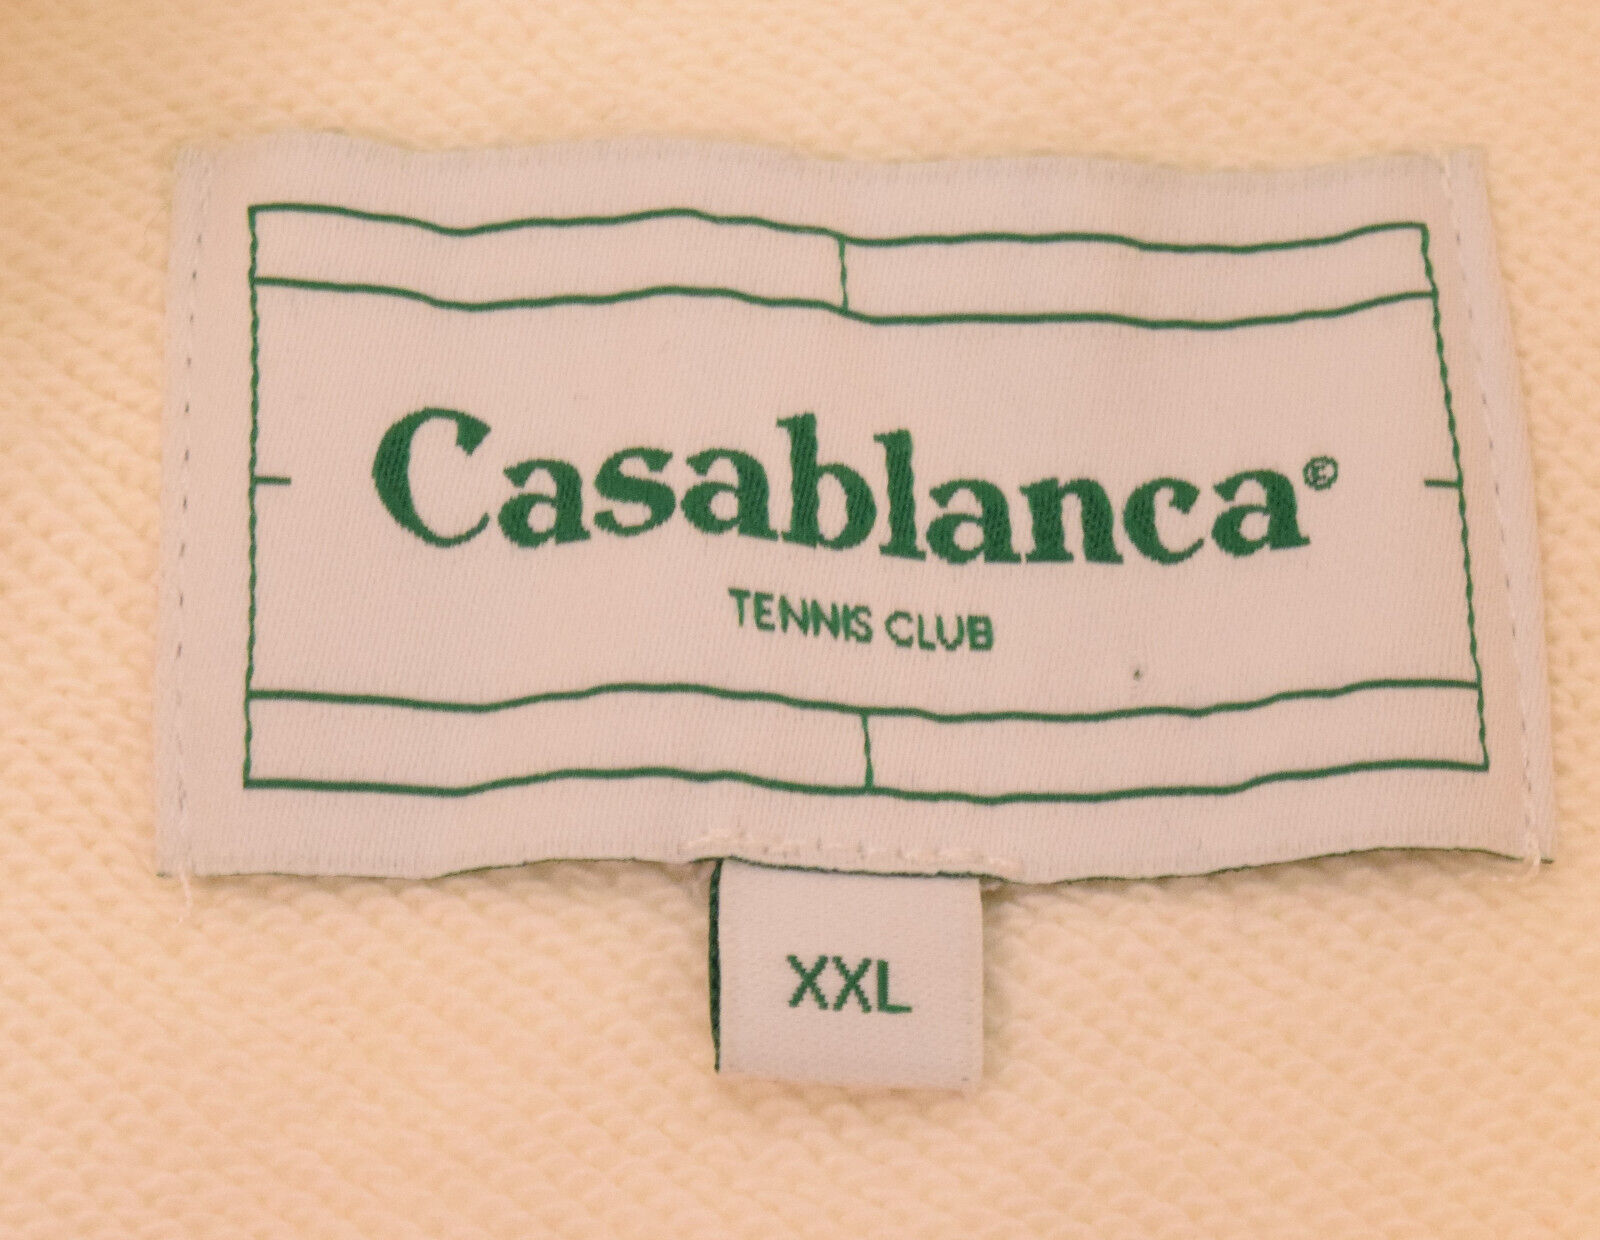 Casablanca
TENNIS CLUB
XXL